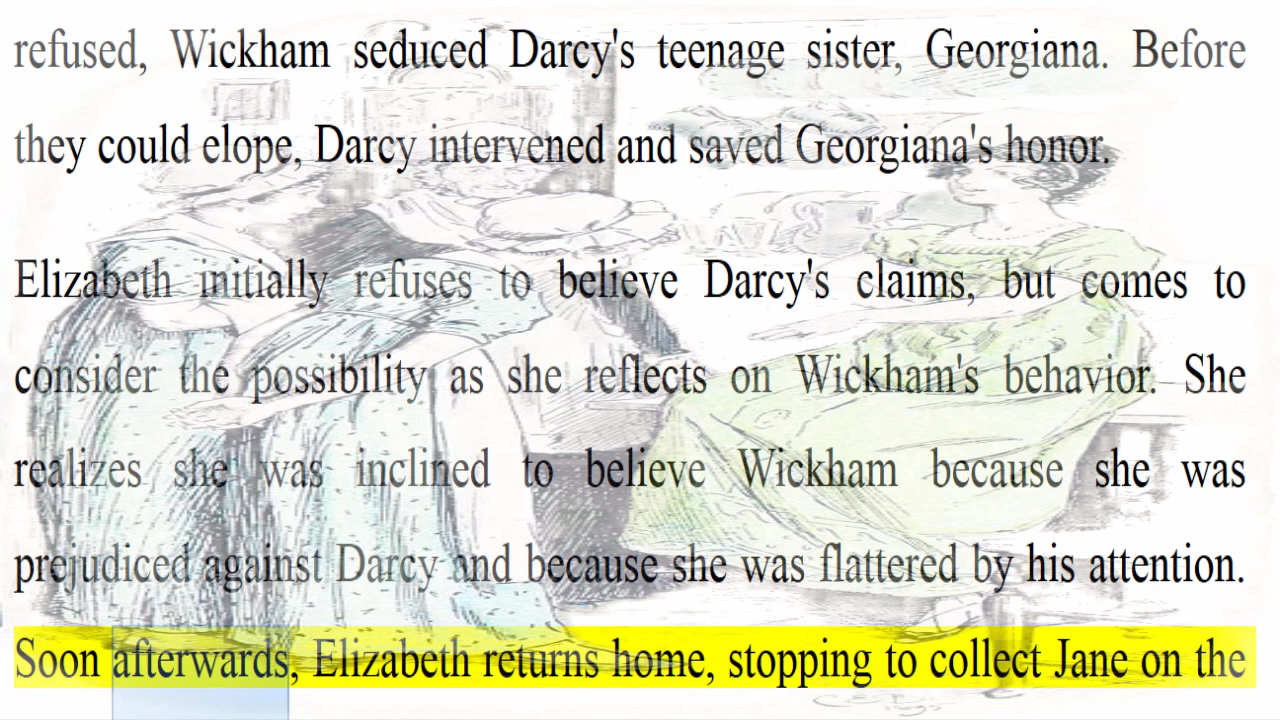 refused, Wickham seduced Darcy's teenage sister, Georgiana. Before
they could elope, Darcy intervened and saved Georgiana's honor.
Elizabeth initially refuses to believe Darcy's claims, but comes to
consider the possibility as she reflects on Wickham's behavior. She
realizes she was inclined to believe Wickham because she was
prejudiced against Darcy and because she was flattered by his attention.
Soon afterwards, Elizabeth returns home, stopping to collect Jane on the